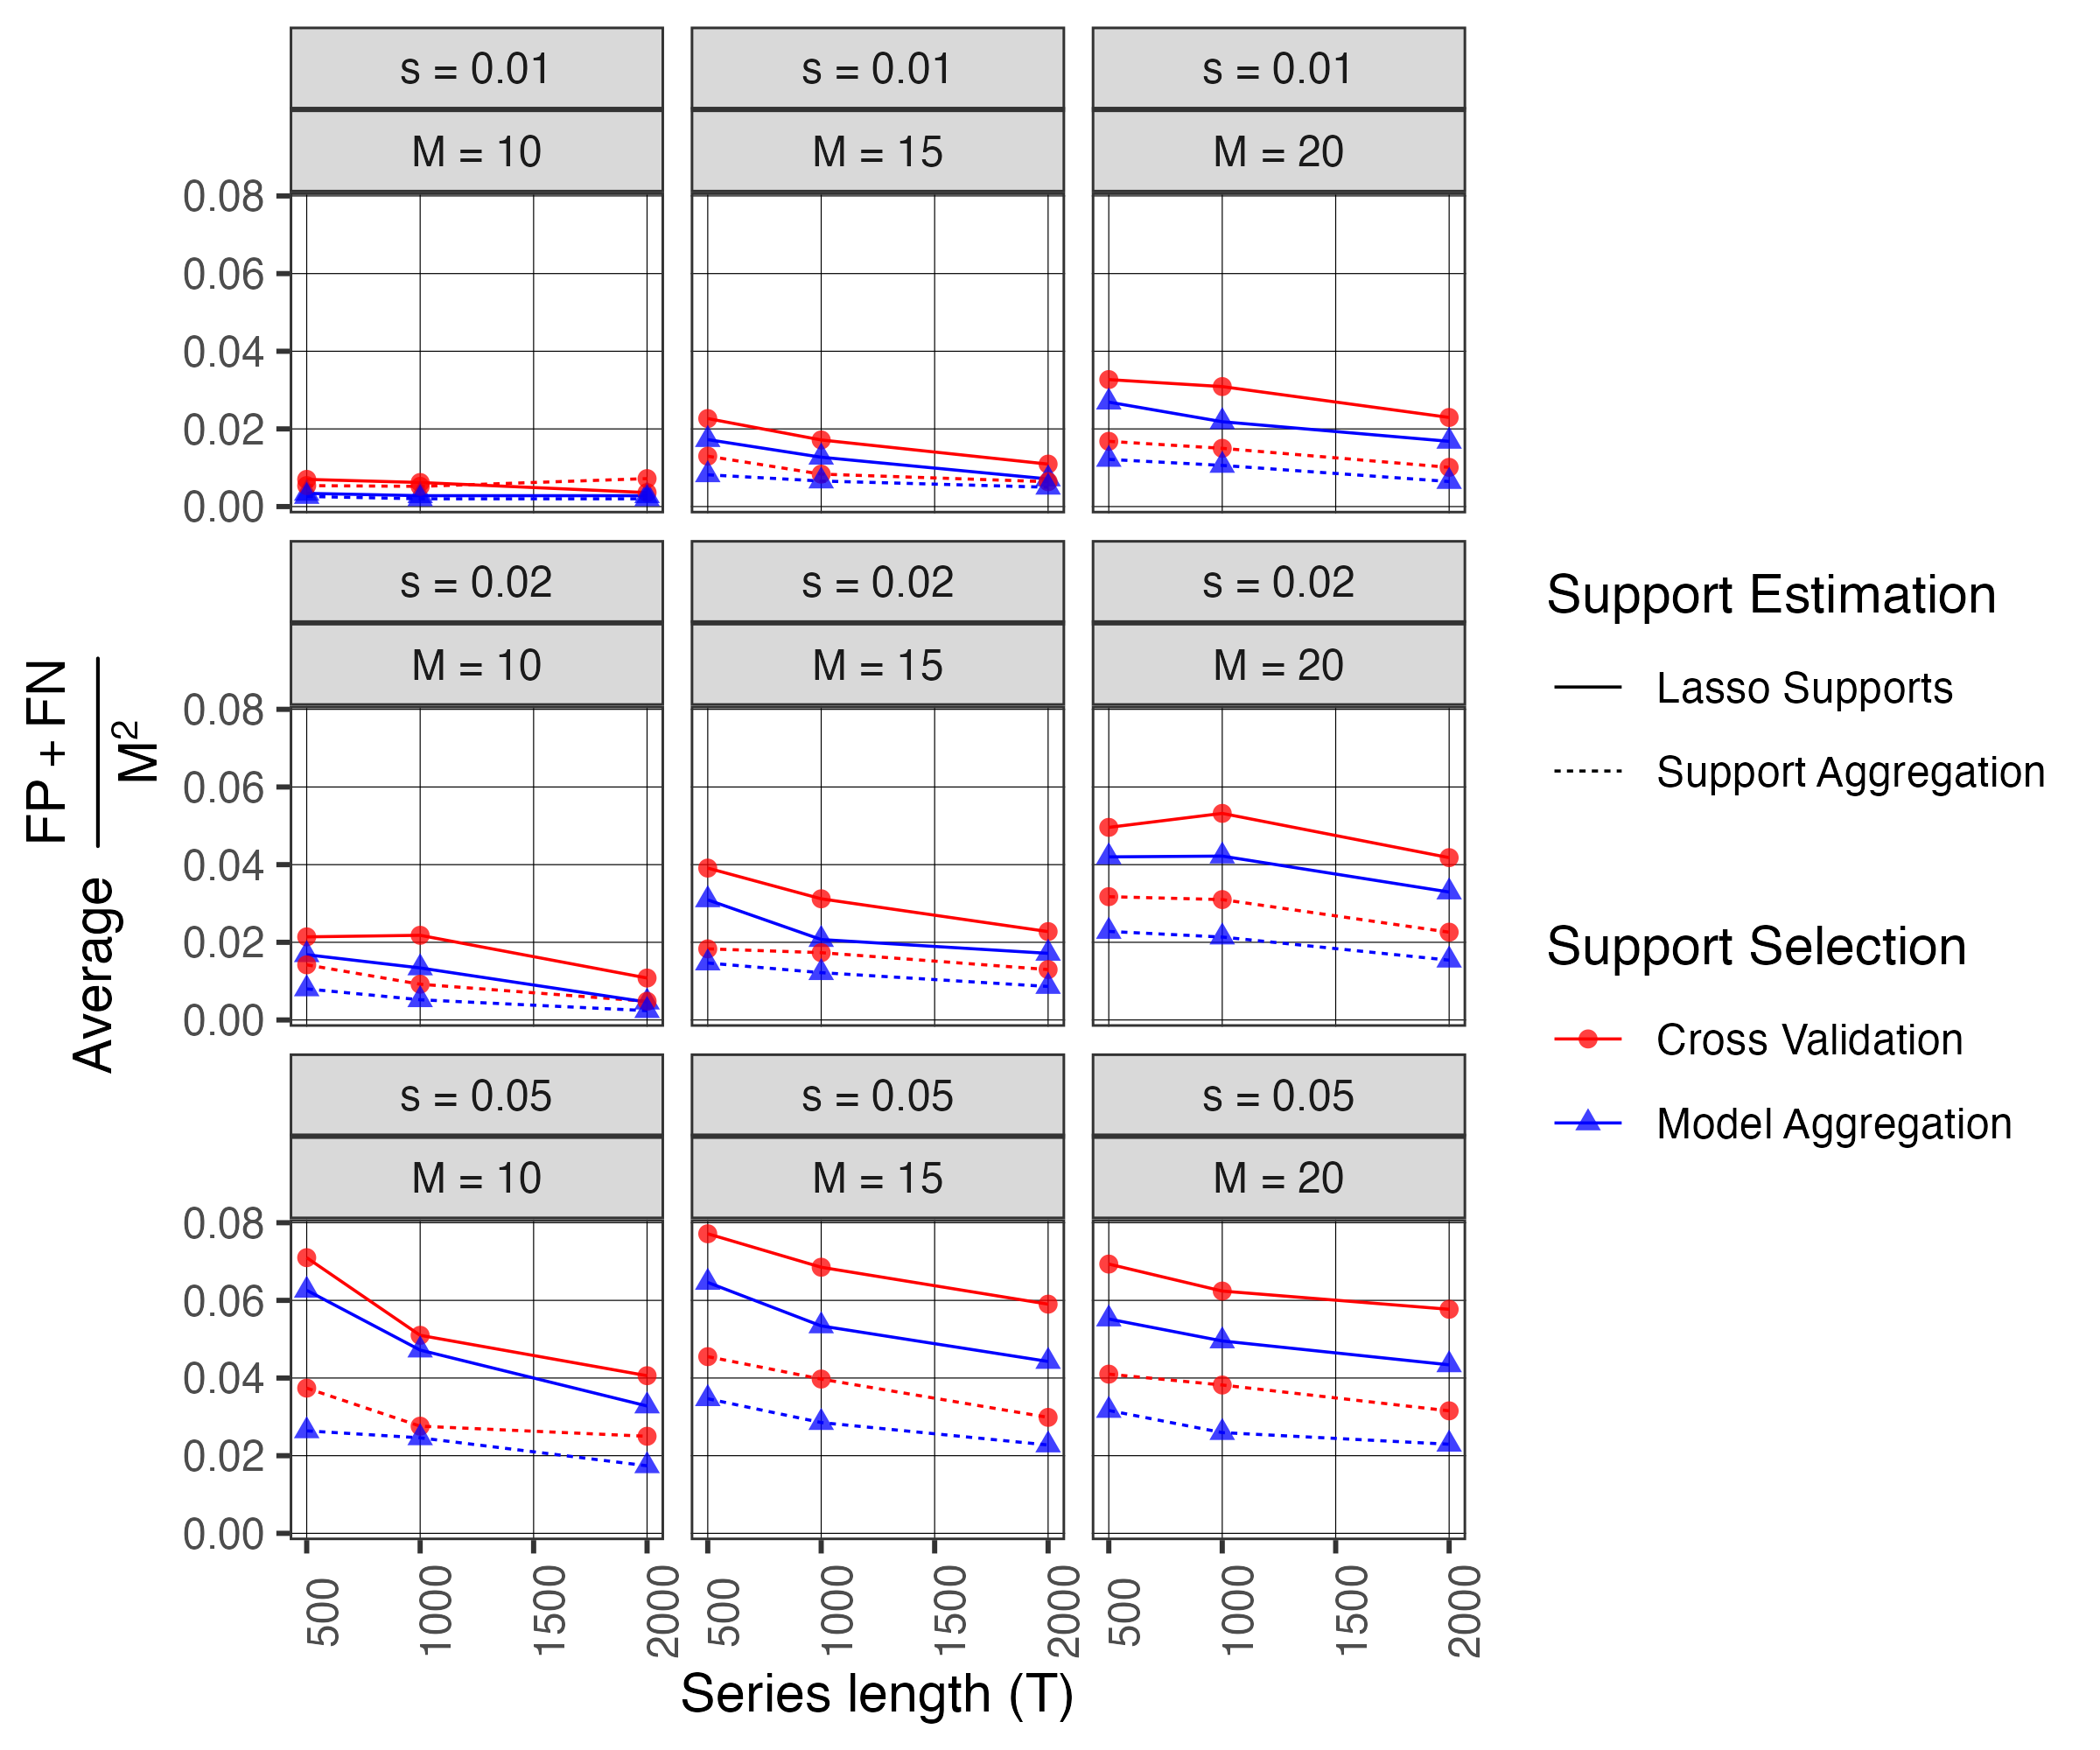 s = 0.01
s = 0.01
s = 0.01
M = 10
M = 15
M = 20
0.08
0.06
0.04
0.02
0.00
s = 0.02
s = 0.02
s = 0.02
M = 10
M = 15
M = 20
0.08
0.06
0.04
0.02
0.00
s = 0.05
s = 0.05
s = 0.05
M = 10
M = 15
M = 20
0.08
0.06
0.04
0.02
0.00
500
1000
1500
2000
500
1000
1500
2000
500
1000
1500
2000
Series length (T)
Average
FP + FN
M²
Support Estimation
Lasso Supports
Support Aggregation
Support Selection
Cross Validation
Model Aggregation